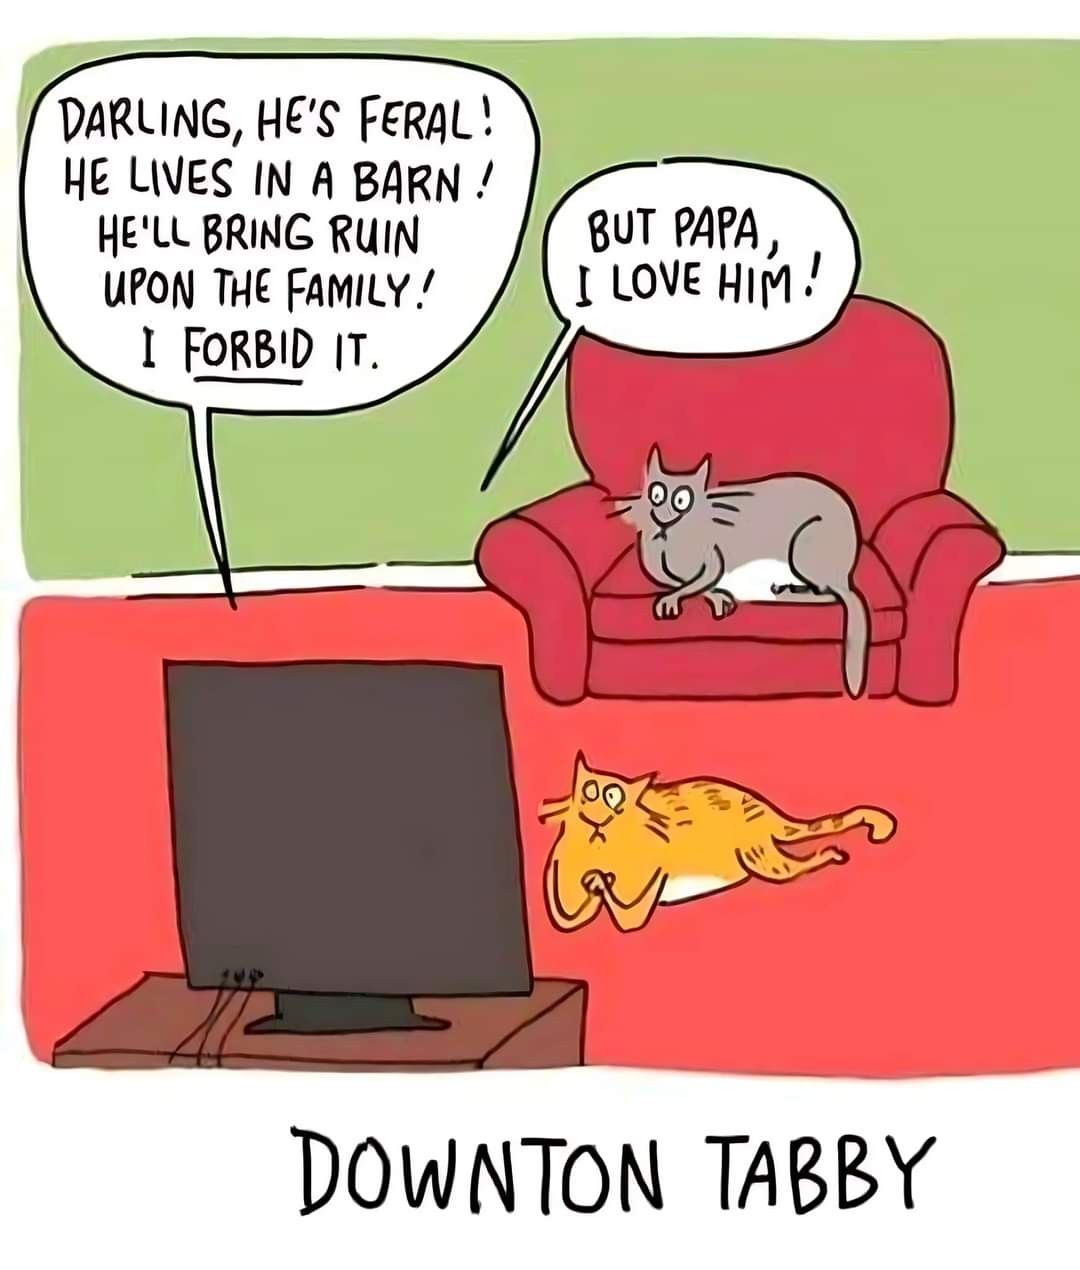 DARLING, HE'S FERAL!
HE LIVES IN A BARN!
HE'LL BRING RUIN
UPON THE FAMILY!
I FORBID IT.
BUT PAPA,
I LOVE HIM!
DOWNTON TABBY